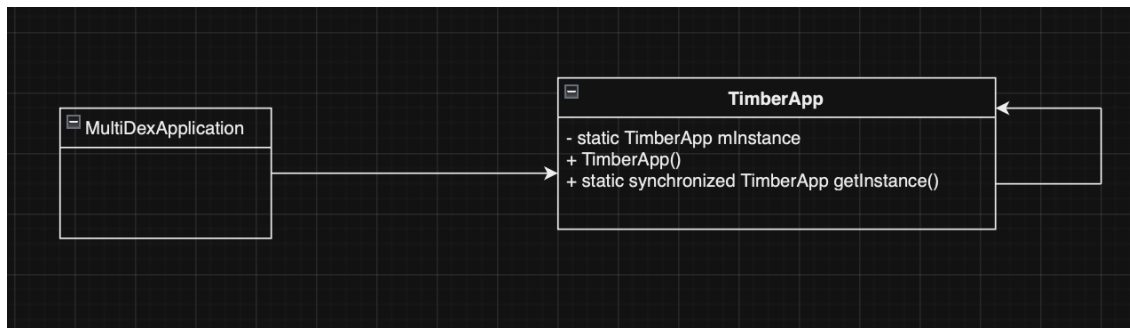 MultiDexApplication
TimberApp
- static TimberApp mInstance
+ TimberApp()
+ static synchronized TimberApp getInstance()